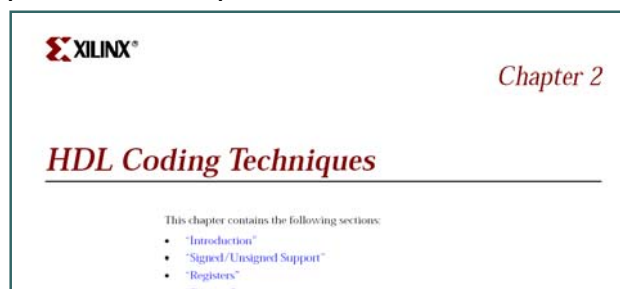 XILINX®
Chapter 2
HDL Coding Techniques
This chapter contains the following sections:
• "Introduction"
• "Signed/Unsigned Support"
• "Registers"